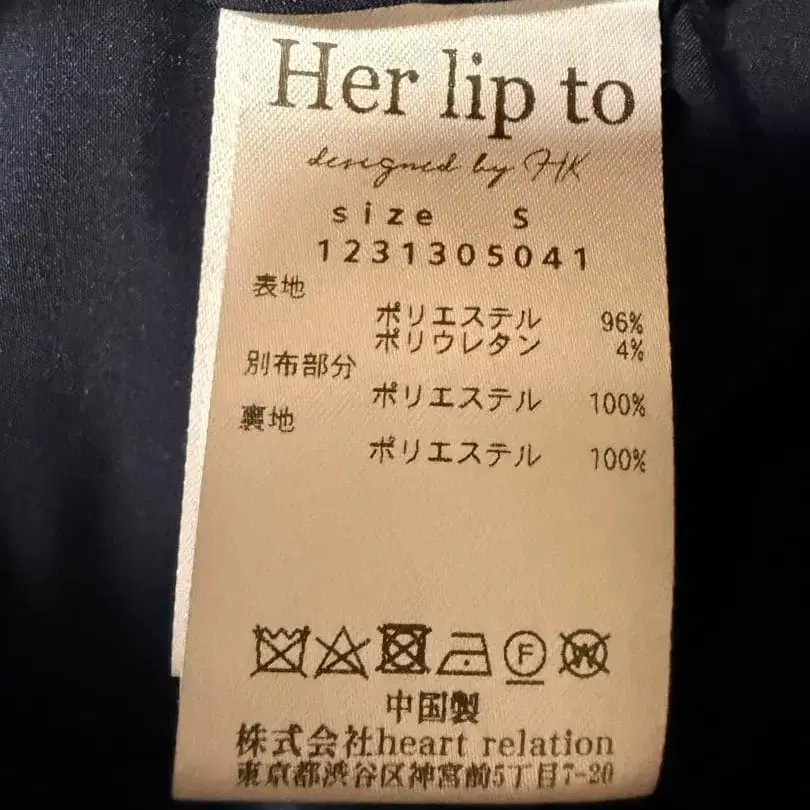 Her lip to
designed by HK
size S
1231305041
表地
ポリエステル 96%
ポリウレタン 4%
別布部分
ポリエステル 100%
裏地
ポリエステル 100%
F
W
中国製
株式会社heart relation
東京都渋谷区神宮前5丁目7-20